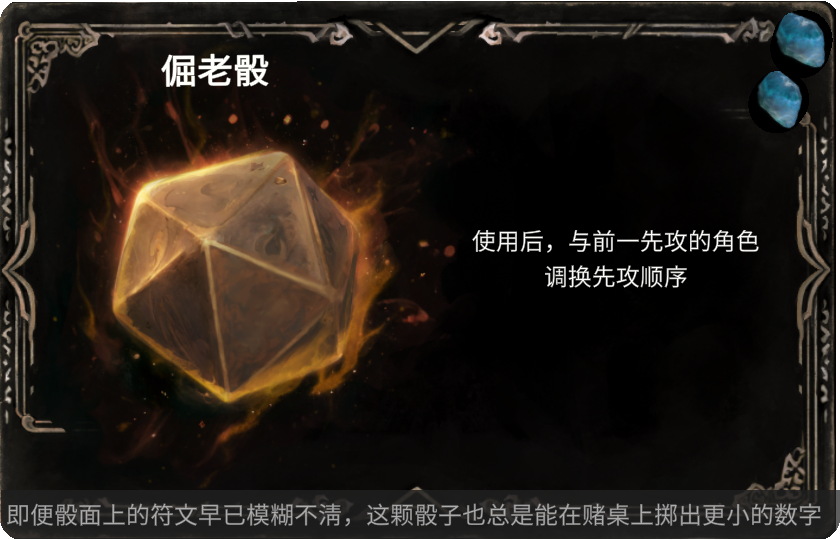 倔老骰
使用后，与前一先攻的角色
调换先攻顺序
即便骰面上的符文早已模糊不清，这颗骰子也总是能在赌桌上掷出更小的数字